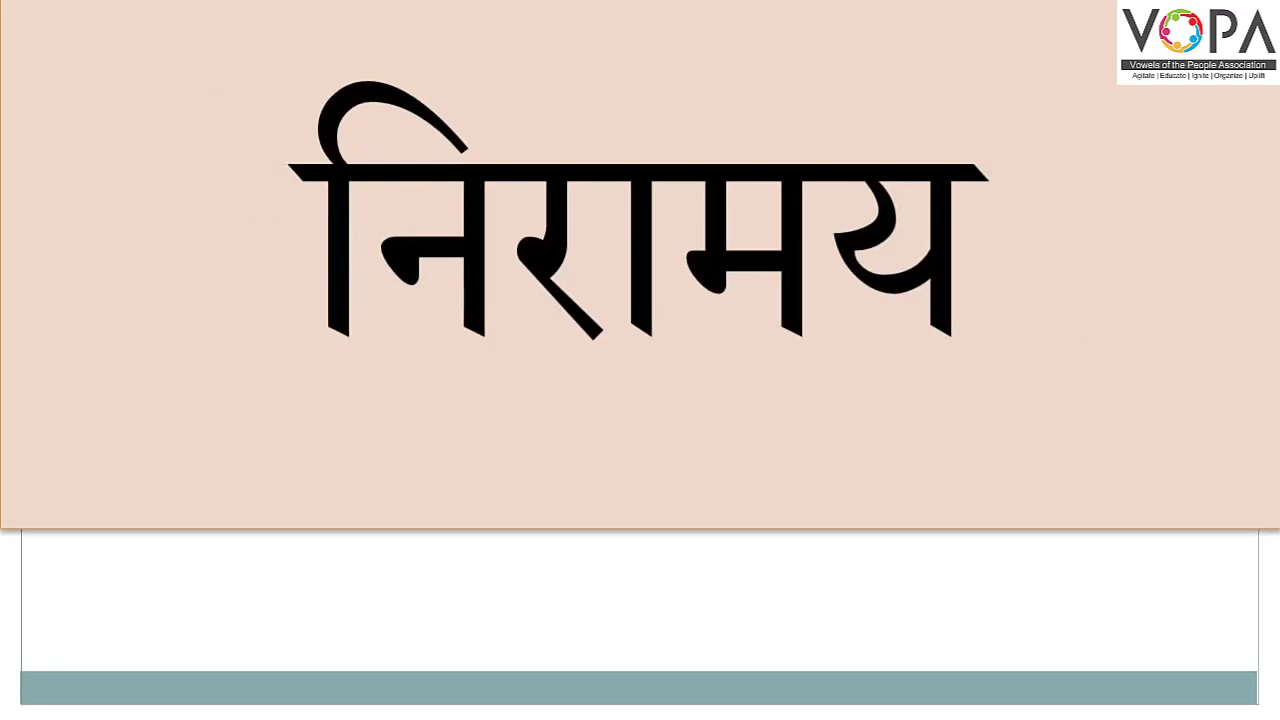 VOPA
Vowels of the People Association
Agitate | Educate | Ignite | Organize | Uplift
निरामय